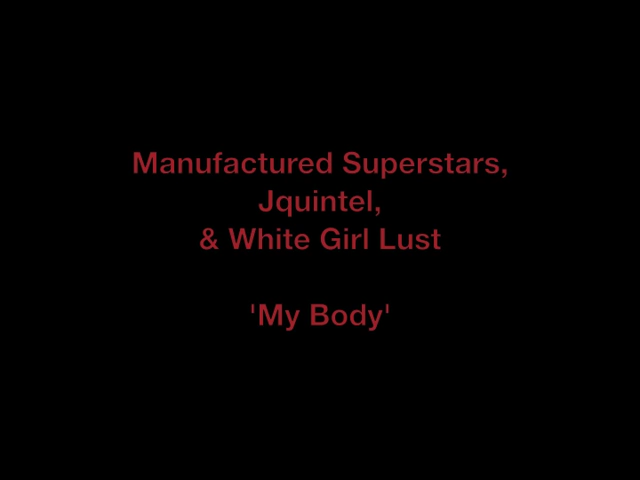 Manufactured Superstars,
Jquintel,
& White Girl Lust
'My Body'